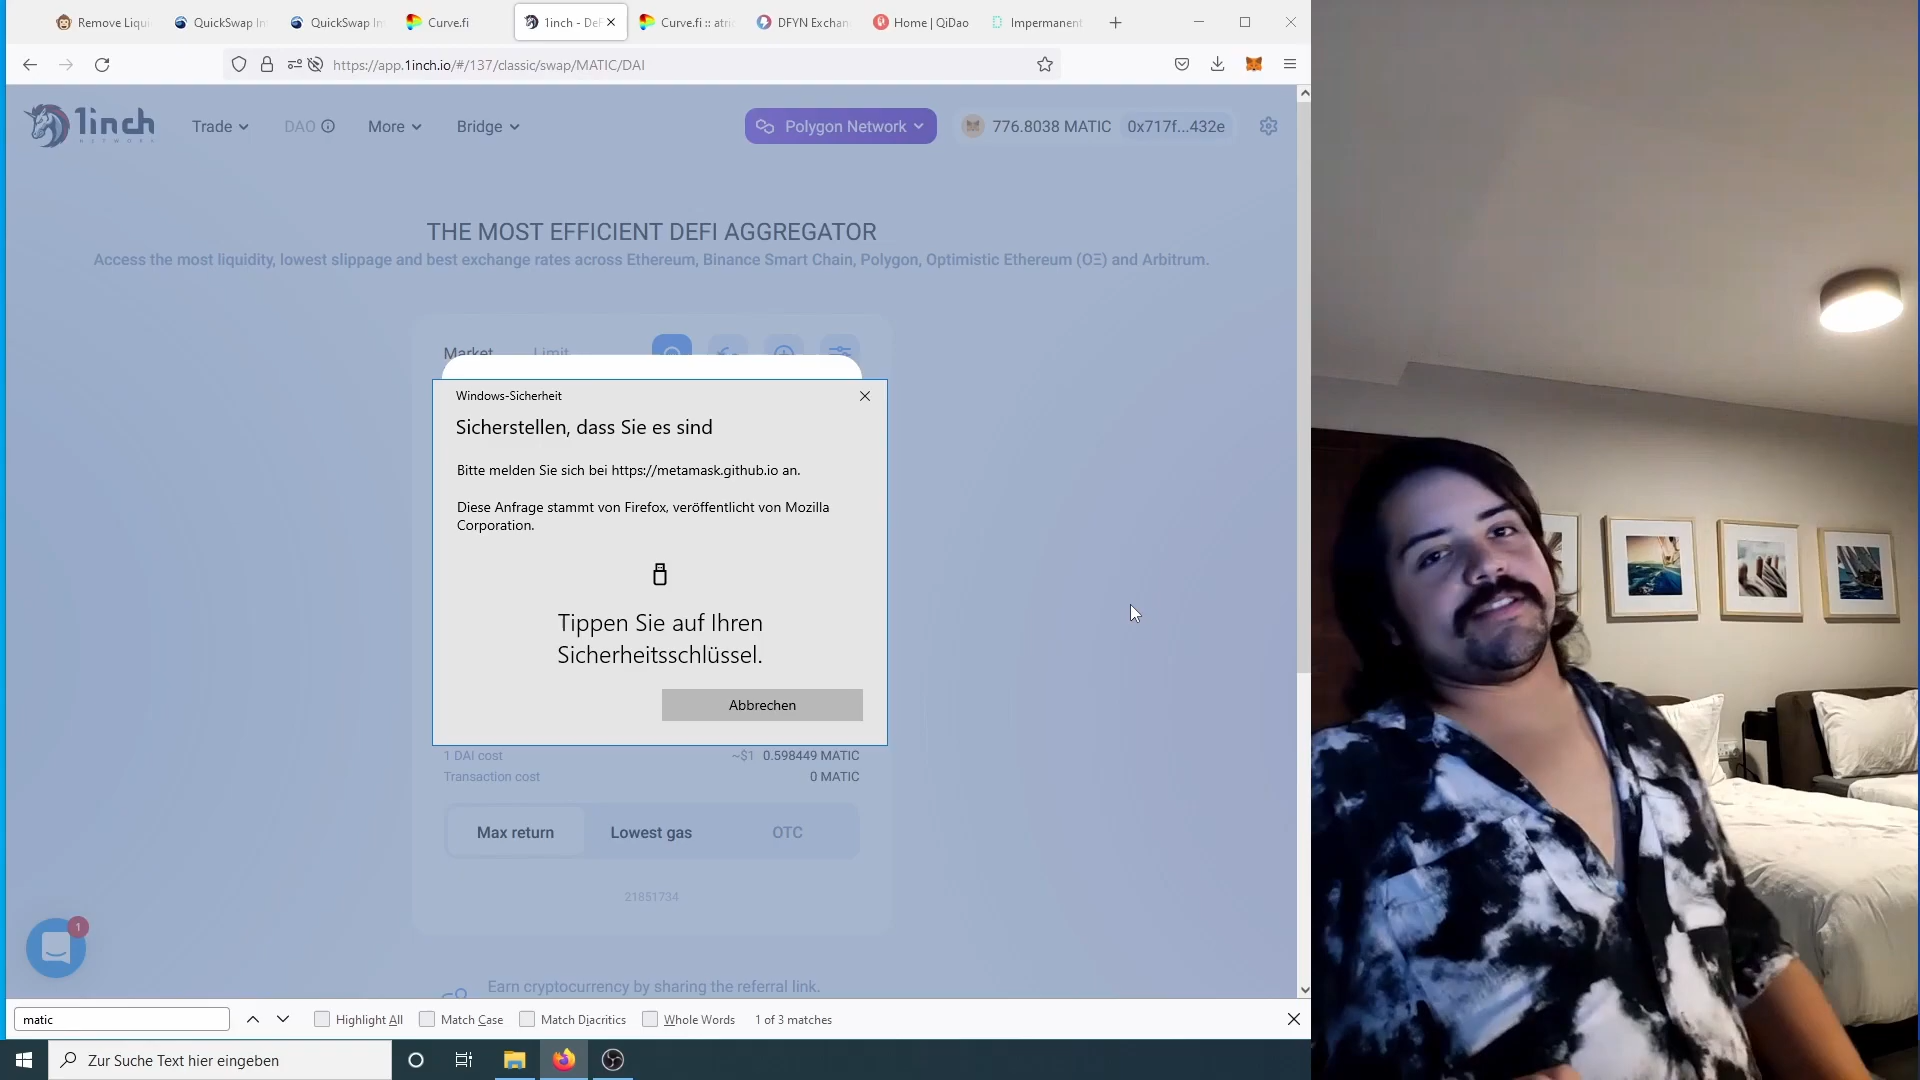 Remove Liqui
QuickSwap In
QuickSwap In
Curve.fi
1inch - DeF
Curve.fi :: atri
DFYN Exchan
Home | QiDao
Impermanent
https://app.1inch.io/#/137/classic/swap/MATIC/DAI
1inch
NETWORK
Trade
DAO
More
Bridge
Polygon Network
776.8038 MATIC
0x717f...432e
THE MOST EFFICIENT DEFI AGGREGATOR
Access the most liquidity, lowest slippage and best exchange rates across Ethereum, Binance Smart Chain, Polygon, Optimistic Ethereum (OΞ) and Arbitrum.
Market
Limit
Windows-Sicherheit
Sicherstellen, dass Sie es sind
Bitte melden Sie sich bei https://metamask.github.io an.
Diese Anfrage stammt von Firefox, veröffentlicht von Mozilla
Corporation.
Tippen Sie auf Ihren
Sicherheitsschlüssel.
Abbrechen
1 DAI cost
~$1 0.598449 MATIC
Transaction cost
0 MATIC
Max return
Lowest gas
OTC
21851734
1
Earn cryptocurrency by sharing the referral link.
matic
Highlight All
Match Case
Match Diacritics
Whole Words
1 of 3 matches
Zur Suche Text hier eingeben